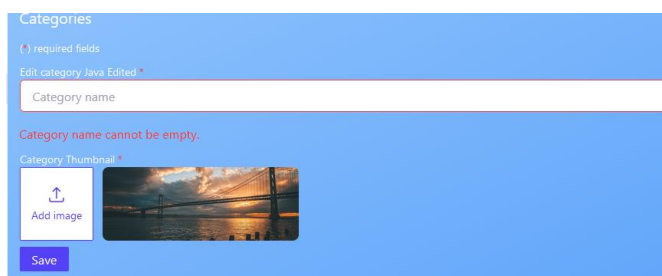 Categories
(*) required fields
Edit category Java Edited *
Category name
Category name cannot be empty.
Category Thumbnail *
Add image
Save